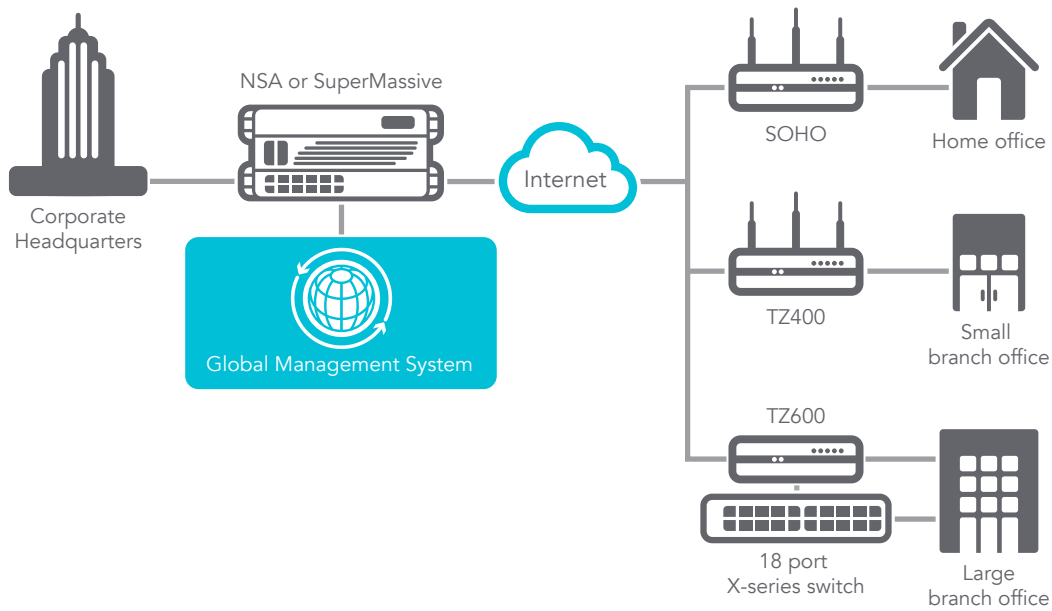 NSA or SuperMassive
Corporate
Headquarters
Global Management System
Internet
SOHO
Home office
TZ400
Small
branch office
TZ600
18 port
X-series switch
Large
branch office